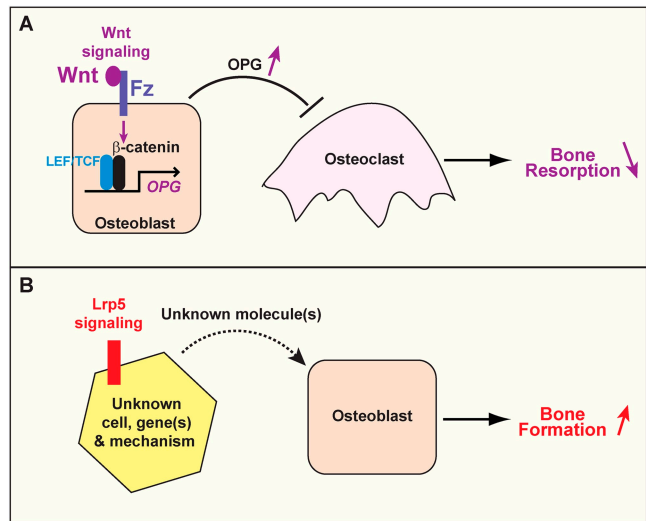 A
Wnt
signaling
Wnt
Fz
β-catenin
LEF/TCF
OPG
Osteoblast
OPG
Osteoclast
Bone
Resorption
B
Lrp5
signaling
Unknown molecule(s)
Unknown
cell, gene(s)
& mechanism
Osteoblast
Bone
Formation